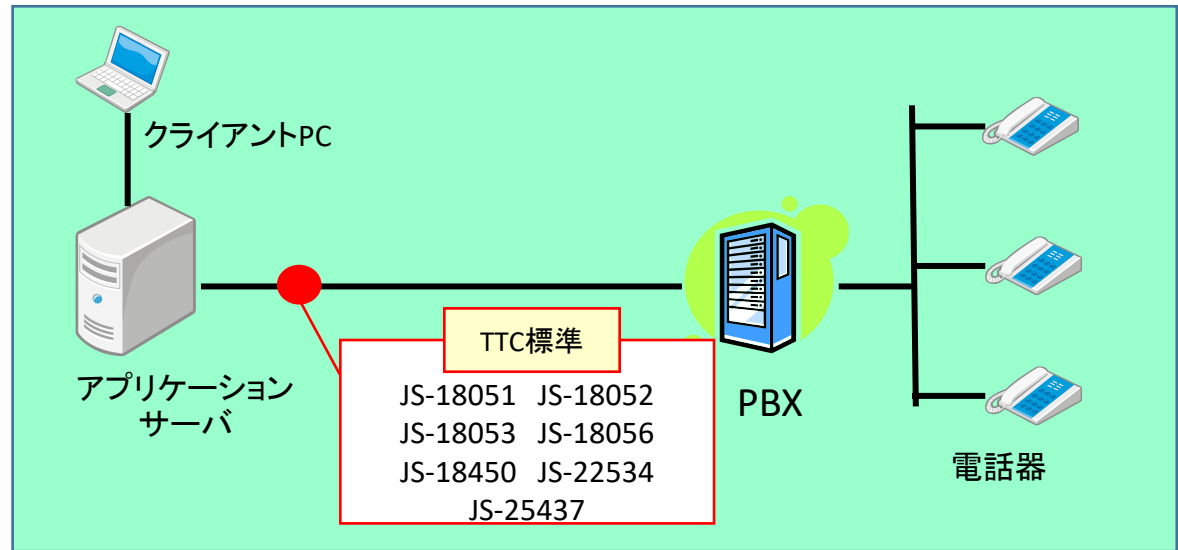 クライアントPC
アプリケーション
サーバ
TTC標準
JS-18051 JS-18052
JS-18053 JS-18056
JS-18450 JS-22534
JS-25437
PBX
電話器